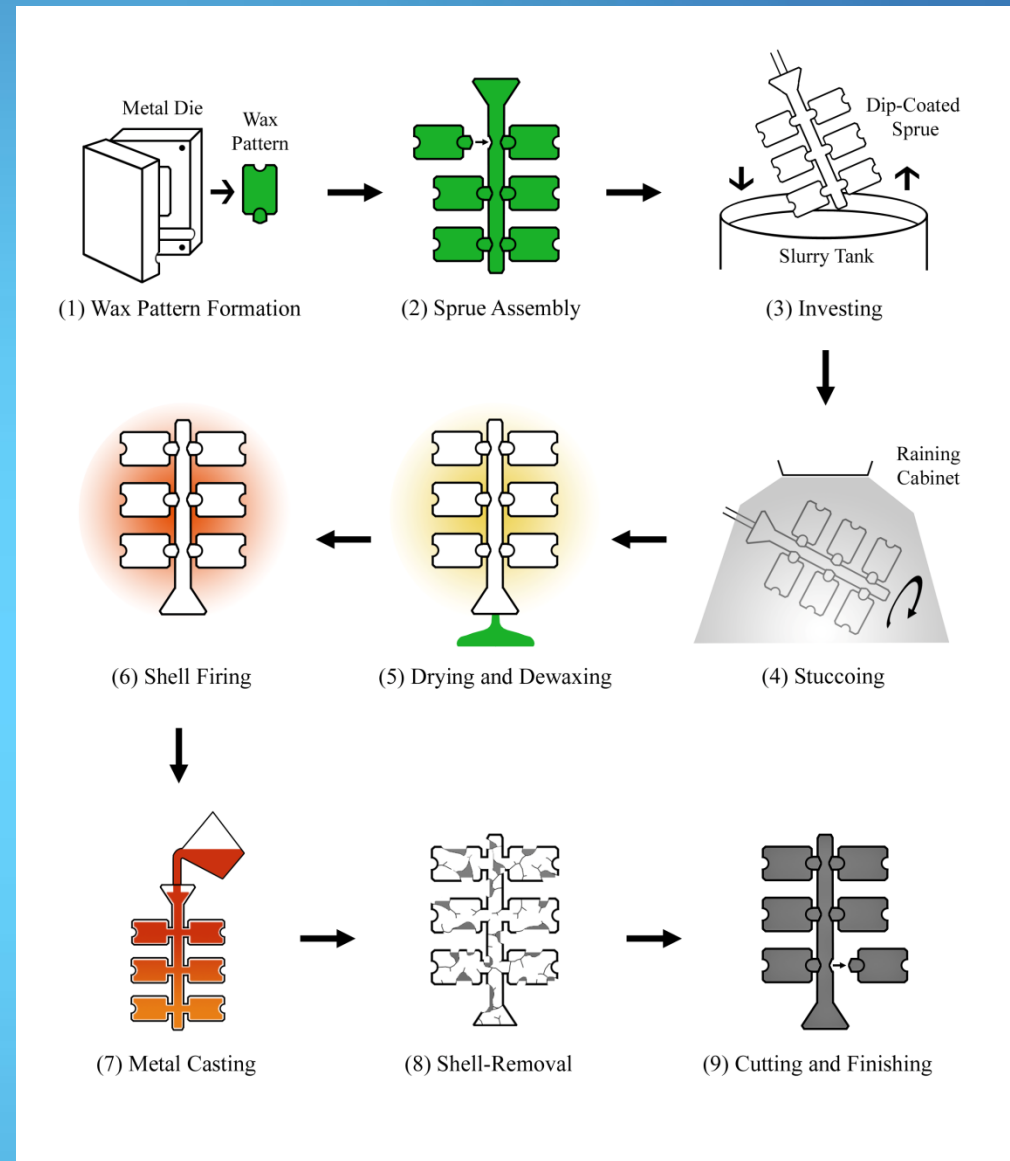 Metal Die
Wax
Pattern
(1) Wax Pattern Formation
(2) Sprue Assembly
Dip-Coated
Sprue
Slurry Tank
(3) Investing
Raining
Cabinet
(4) Stuccoing
(5) Drying and Dewaxing
(6) Shell Firing
(7) Metal Casting
(8) Shell-Removal
(9) Cutting and Finishing